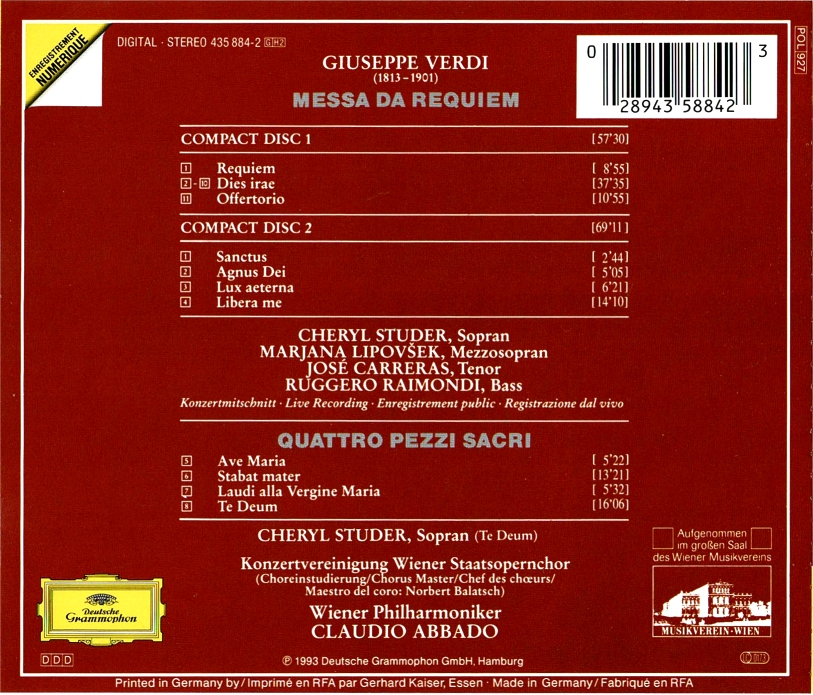 ENREGISTREMENT
NUMÉRIQUE
DIGITAL · STEREO 435 884-2 GH2
0 28943 58842 3
POL 927
GIUSEPPE VERDI
(1813–1901)
MESSA DA REQUIEM
COMPACT DISC 1 [57'30]
1 Requiem [ 8'55]
2-10 Dies irae [37'35]
11 Offertorio [10'55]
COMPACT DISC 2 [69'11]
1 Sanctus [ 2'44]
2 Agnus Dei [ 5'05]
3 Lux aeterna [ 6'21]
4 Libera me [14'10]
CHERYL STUDER, Sopran
MARJANA LIPOVŠEK, Mezzosopran
JOSÉ CARRERAS, Tenor
RUGGERO RAIMONDI, Bass
Konzertmitschnitt · Live Recording · Enregistrement public · Registrazione dal vivo
QUATTRO PEZZI SACRI
5 Ave Maria [ 5'22]
6 Stabat mater [13'21]
7 Laudi alla Vergine Maria [ 5'32]
8 Te Deum [16'06]
CHERYL STUDER, Sopran (Te Deum)
Konzertvereinigung Wiener Staatsopernchor
(Choreinstudierung/Chorus Master/Chef des chœurs/
Maestro del coro: Norbert Balatsch)
Wiener Philharmoniker
CLAUDIO ABBADO
Aufgenommen
im großen Saal
des Wiener Musikvereins
MUSIKVEREIN·WIEN
Deutsche
Grammophon
DDD
℗ 1993 Deutsche Grammophon GmbH, Hamburg
Printed in Germany by / Imprimé en RFA par Gerhard Kaiser, Essen · Made in Germany / Fabriqué en RFA